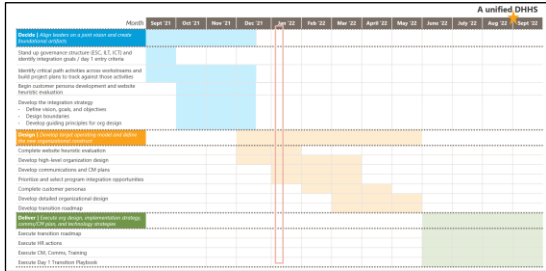 A unified DHHS
Month Sept '21 Oct '21 Nov '21 Dec '21 Jan '22 Feb '22 Mar '22 April '22 May '22 June '22 July '22 Aug '22 Sept '22
Decide | Align leaders on a joint vision and create
foundational artifacts
Stand up governance structure (ESC, ILT, ICT) and
identify integration goals / day 1 entry criteria
Identify critical path activities across workstreams and
build project plans to track against those activities
Begin customer persona development and website
heuristic evaluation
Develop the integration strategy
- Define vision, goals, and objectives
- Design boundaries
- Develop guiding principles for org design
Design | Develop target operating model and define
the new organizational construct
Complete website heuristic evaluation
Develop high-level organization design
Develop communications and CM plans
Prioritize and select program integration opportunities
Complete customer personas
Develop detailed organizational design
Develop transition roadmap
Deliver | Execute org design, implementation strategy,
comms/CM plan, and technology strategies
Execute transition roadmap
Execute HR actions
Execute CM, Comms, Training
Execute Day 1 Transition Playbook